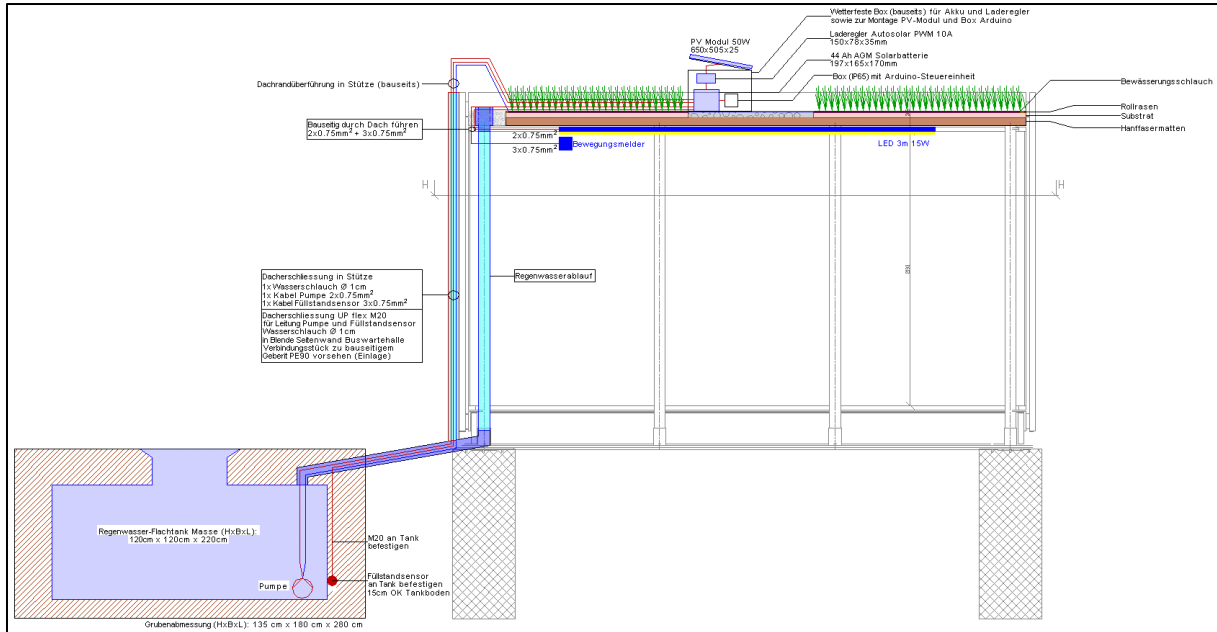 Wetterfeste Box (bauseits) für Akku und Laderegler
sowie zur Montage PV-Modul und Box Arduino
Laderegler Autosolar PWM 10A
150x78x35mm
PV Modul 50W
650x505x25
44 Ah AGM Solarbatterie
197x165x170mm
Box (IP65) mit Arduino-Steuereinheit
Dachrandüberführung in Stütze (bauseits)
Bewässerungsschlauch
Rollrasen
Substrat
Hanffasermatten
Bauseitig durch Dach führen
2x0.75mm² + 3x0.75mm²
2x0.75mm²
3x0.75mm²
Bewegungsmelder
LED 3m 15W
H
H
Dacherschliessung in Stütze
1x Wasserschlauch Ø 1cm
1x Kabel Pumpe 2x0.75mm²
1x Kabel Füllstandsensor 3x0.75mm²
Dacherschliessung UP flex M20
für Leitung Pumpe und Füllstandsensor
Wasserschlauch Ø 1cm
in Blende Seitenwand Buswartehalle
Verbindungsstück zu bauseitigem
Geberit PE90 vorsehen (Einlage)
Regenwasserablauf
Regenwasser-Flachtank Masse (HxBxL):
120cm x 120cm x 220cm
M20 an Tank
befestigen
Pumpe
Füllstandsensor
an Tank befestigen
15cm OK Tankboden
Grubenabmessung (HxBxL): 135 cm x 180 cm x 280 cm